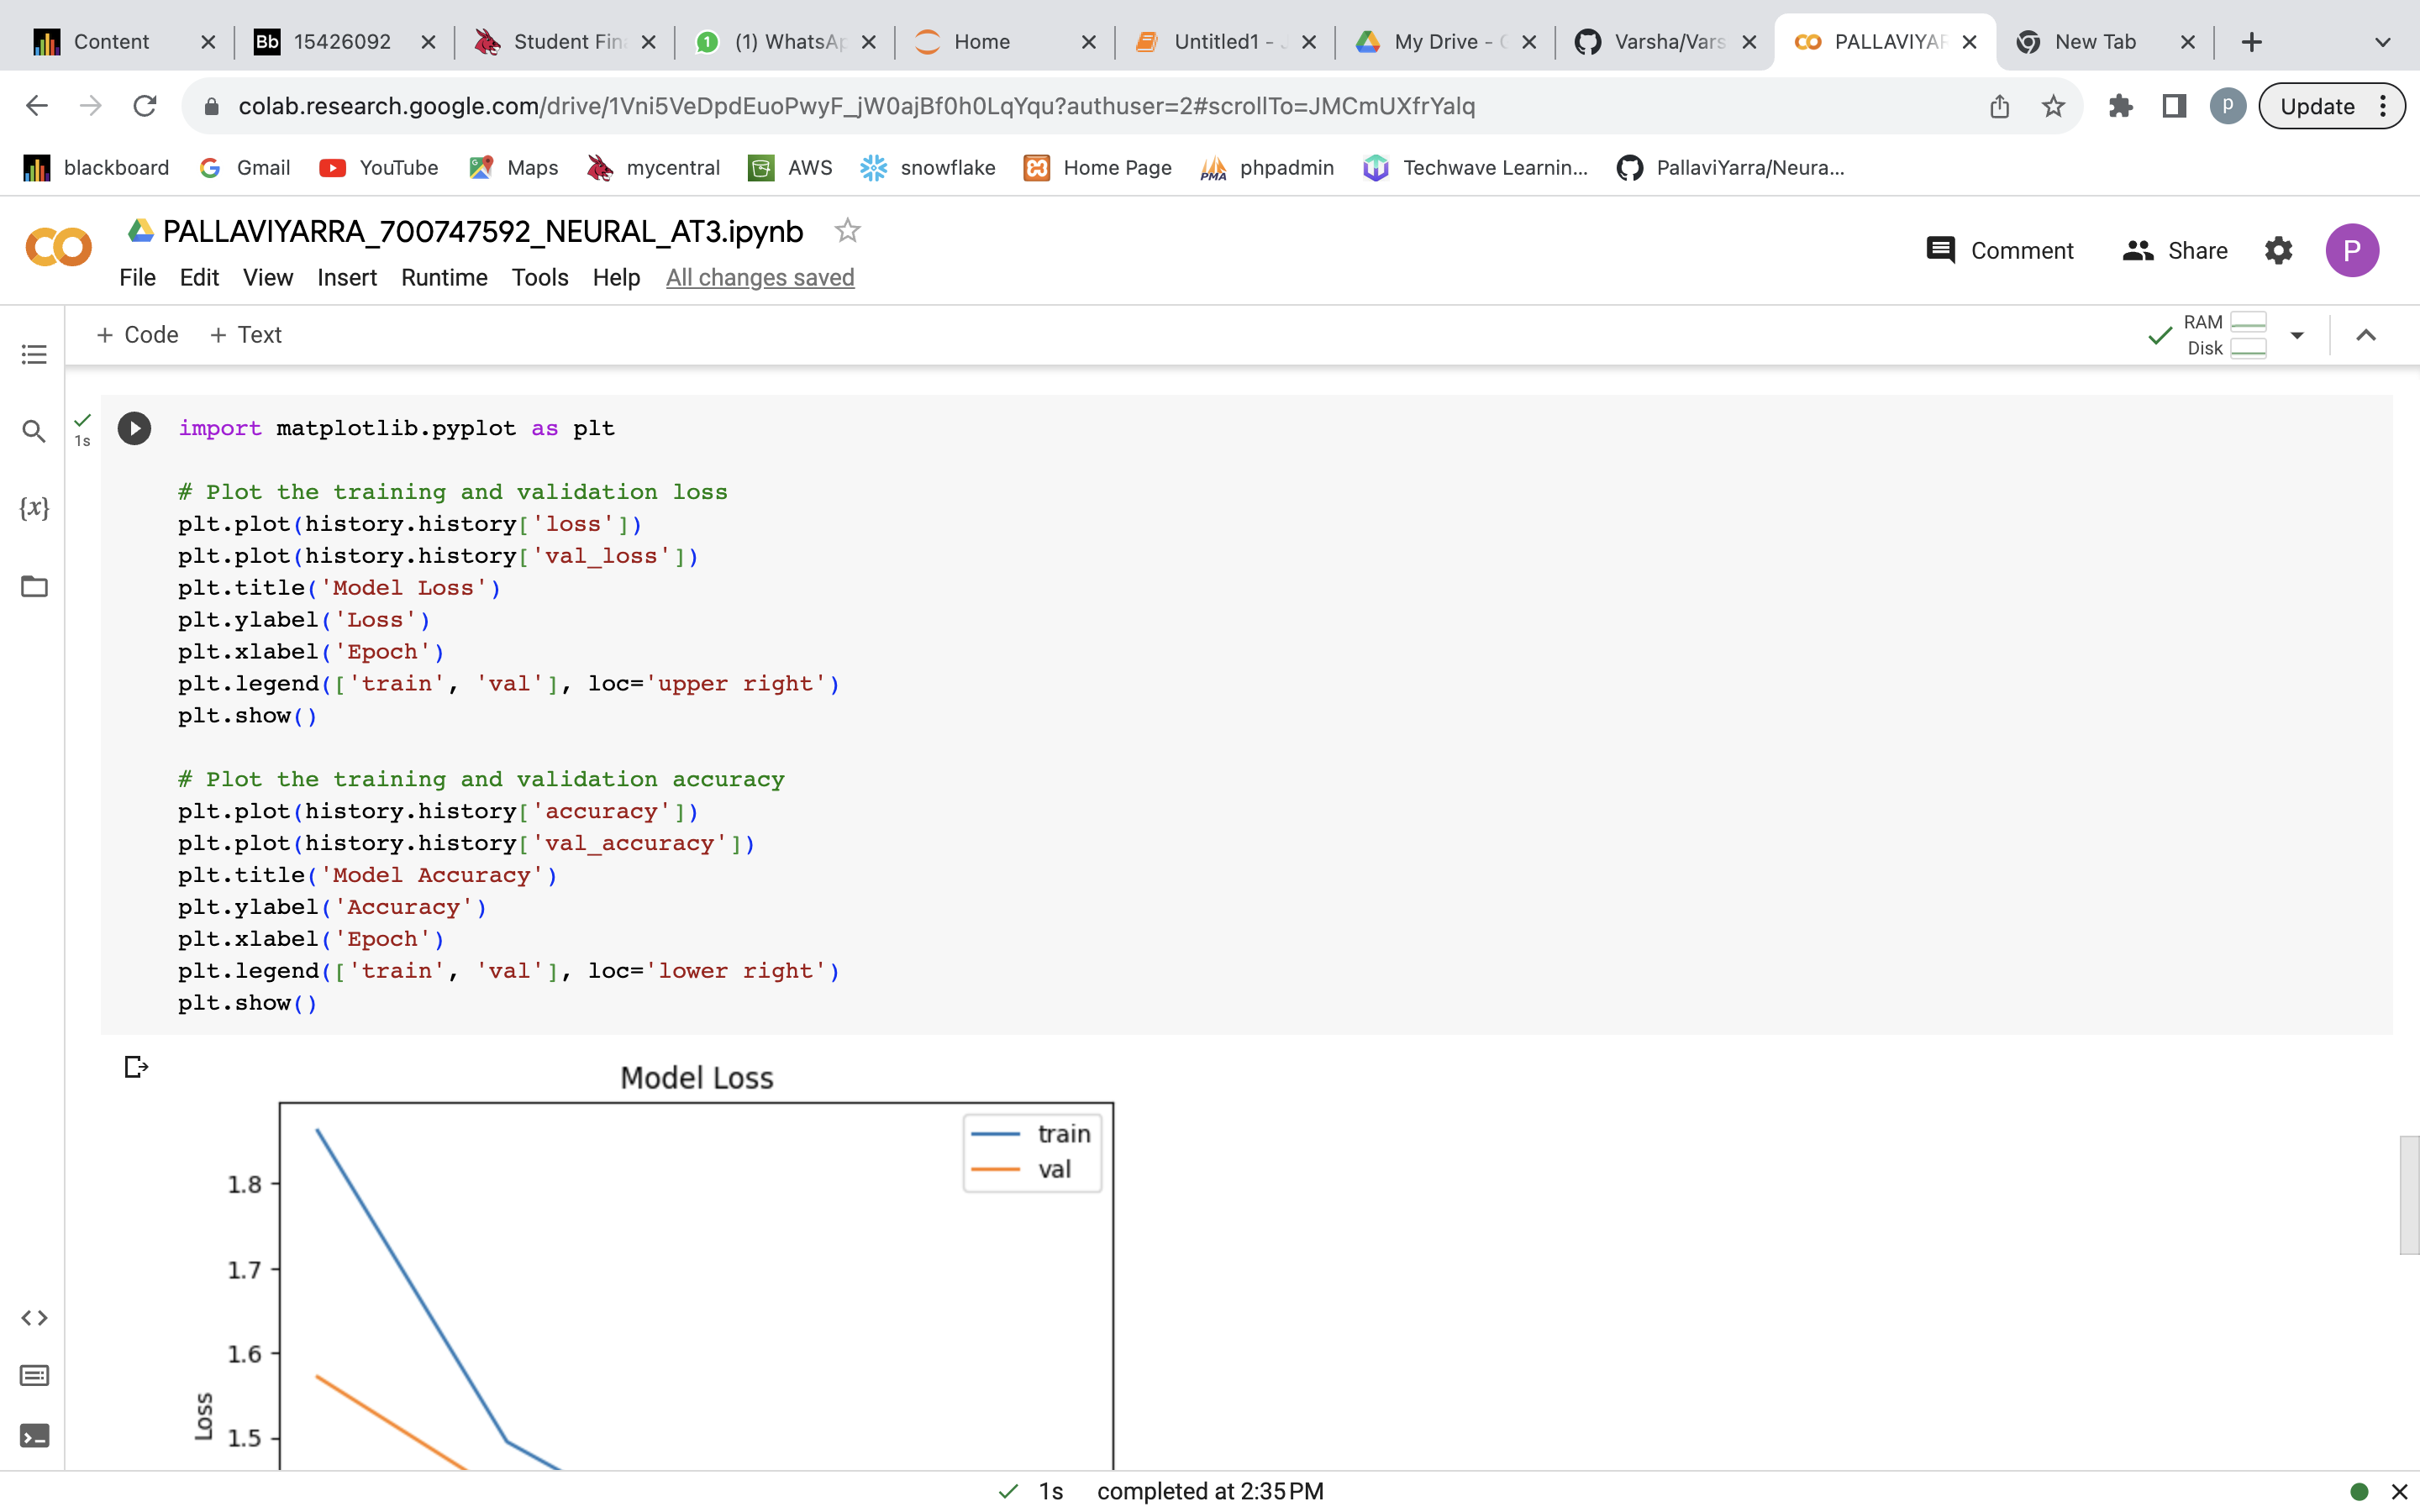 Content
Bb 15426092
Student Fin
1 (1) WhatsAp
Home
Untitled1 -
My Drive -
Varsha/Vars
PALLAVIYAR
New Tab
colab.research.google.com/drive/1Vni5VeDpdEuoPwyF_jW0ajBf0h0LqYqu?authuser=2#scrollTo=JMCmUXfrYalq
P
Update
blackboard
Gmail
YouTube
Maps
mycentral
AWS
snowflake
Home Page
PMA phpadmin
Techwave Learnin...
PallaviYarra/Neura...
PALLAVIYARRA_700747592_NEURAL_AT3.ipynb
File Edit View Insert Runtime Tools Help All changes saved
Comment
Share
P
+ Code + Text
RAM
Disk
{x}
1s
import matplotlib.pyplot as plt
# Plot the training and validation loss
plt.plot(history.history['loss'])
plt.plot(history.history['val_loss'])
plt.title('Model Loss')
plt.ylabel('Loss')
plt.xlabel('Epoch')
plt.legend(['train', 'val'], loc='upper right')
plt.show()
# Plot the training and validation accuracy
plt.plot(history.history['accuracy'])
plt.plot(history.history['val_accuracy'])
plt.title('Model Accuracy')
plt.ylabel('Accuracy')
plt.xlabel('Epoch')
plt.legend(['train', 'val'], loc='lower right')
plt.show()
Model Loss
train
val
1.8
1.7
1.6
1.5
Loss
1s completed at 2:35 PM